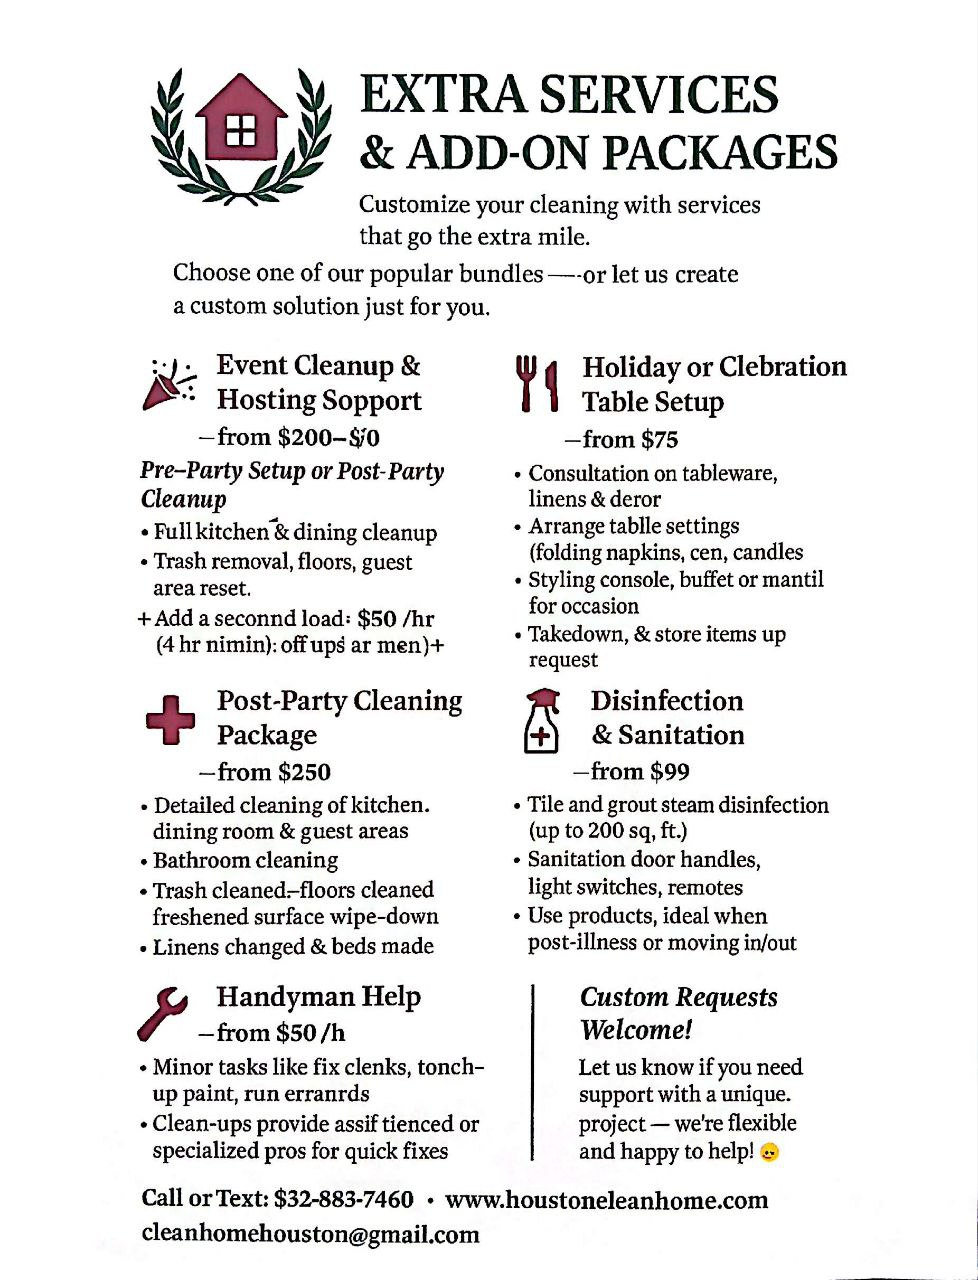 EXTRA SERVICES
& ADD-ON PACKAGES
Customize your cleaning with services
that go the extra mile.
Choose one of our popular bundles —-or let us create
a custom solution just for you.
Event Cleanup &
Hosting Sopport
—from $200–$/0
Pre–Party Setup or Post-Party
Cleanup
• Full kitchen & dining cleanup
• Trash removal, floors, guest
area reset.
+ Add a seconnd load: $50 /hr
(4 hr nimin): off ups ar men)+
Holiday or Clebration
Table Setup
—from $75
• Consultation on tableware,
linens & deror
• Arrange tablle settings
(folding napkins, cen, candles
• Styling console, buffet or mantil
for occasion
• Takedown, & store items up
request
Post-Party Cleaning
Package
—from $250
• Detailed cleaning of kitchen.
dining room & guest areas
• Bathroom cleaning
• Trash cleaned.–floors cleaned
freshened surface wipe-down
• Linens changed & beds made
Disinfection
& Sanitation
—from $99
• Tile and grout steam disinfection
(up to 200 sq, ft.)
• Sanitation door handles,
light switches, remotes
• Use products, ideal when
post-illness or moving in/out
Handyman Help
—from $50 /h
• Minor tasks like fix clenks, tonch–
up paint, run erranrds
• Clean-ups provide assif tienced or
specialized pros for quick fixes
Custom Requests
Welcome!
Let us know if you need
support with a unique.
project — we're flexible
and happy to help!
Call or Text: $32-883-7460 • www.houstoneleanhome.com
cleanhomehouston@gmail.com